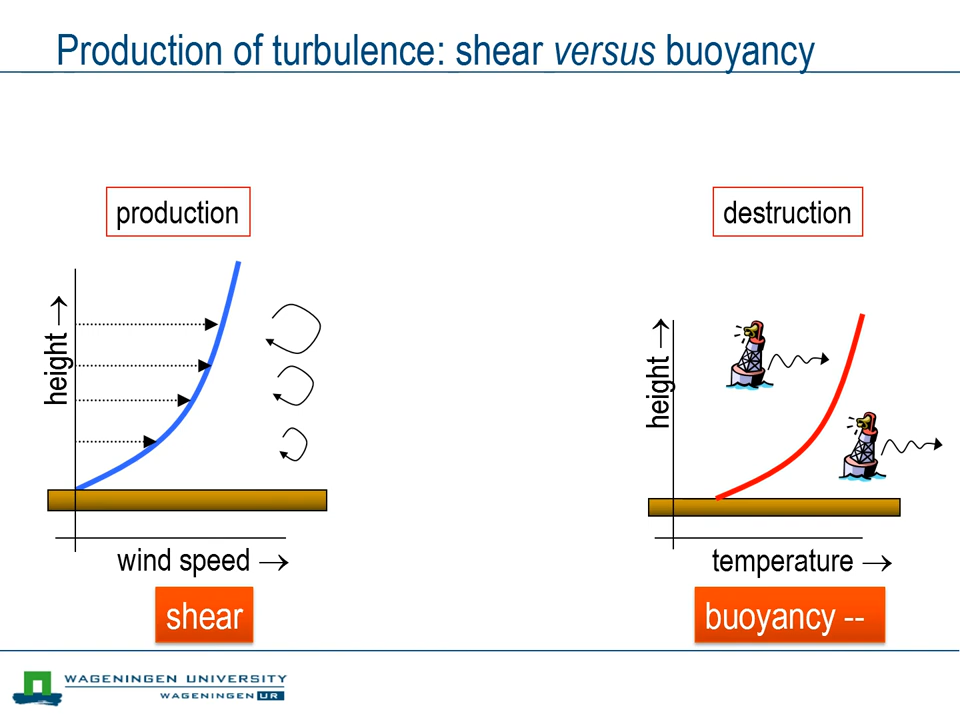 Production of turbulence: shear versus buoyancy
production
destruction
height →
height →
wind speed →
temperature →
shear
buoyancy --
WAGENINGEN UNIVERSITY
WAGENINGEN UR